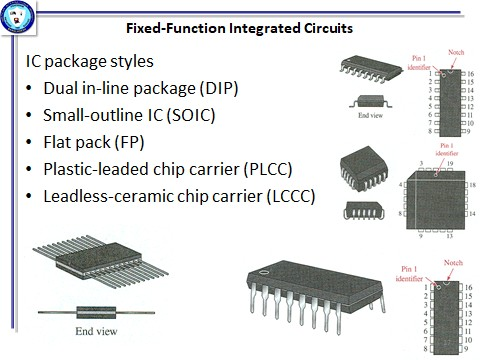 Fixed-Function Integrated Circuits
IC package styles
• Dual in-line package (DIP)
• Small-outline IC (SOIC)
• Flat pack (FP)
• Plastic-leaded chip carrier (PLCC)
• Leadless-ceramic chip carrier (LCCC)
End view
Pin 1
identifier
Notch
1 16
2 15
3 14
4 13
5 12
6 11
7 10
8 9
Pin 1
identifier
3 19
4 18
8 14
9 13
End view
Pin 1
identifier
Notch
1 16
2 15
3 14
4 13
5 12
6 11
7 10
8 9